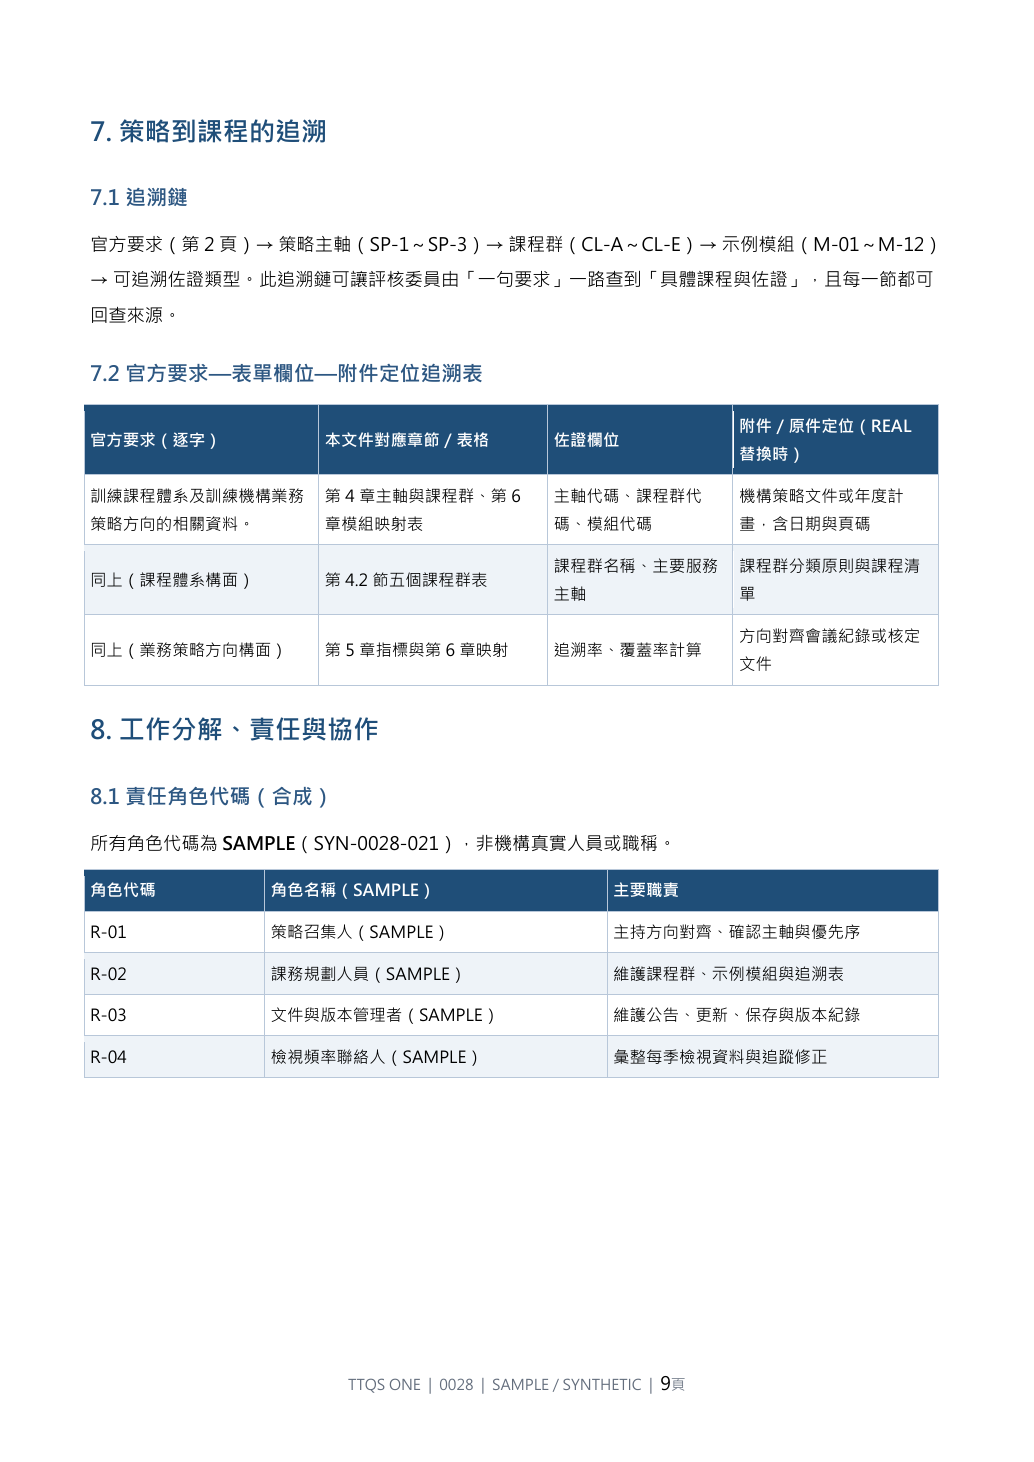 7. 策略到課程的追溯
7.1 追溯鏈
官方要求（第 2 頁）→ 策略主軸（SP-1～SP-3）→ 課程群（CL-A～CL-E）→ 示例模組（M-01～M-12）
→ 可追溯佐證類型。此追溯鏈可讓評核委員由「一句要求」一路查到「具體課程與佐證」，且每一節都可
回查來源。
7.2 官方要求—表單欄位—附件定位追溯表
官方要求（逐字）
本文件對應章節 / 表格
佐證欄位
附件 / 原件定位（REAL
替換時）
訓練課程體系及訓練機構業務
策略方向的相關資料。
第 4 章主軸與課程群、第 6
章模組映射表
主軸代碼、課程群代
碼、模組代碼
機構策略文件或年度計
畫，含日期與頁碼
同上（課程體系構面）
第 4.2 節五個課程群表
課程群名稱、主要服務
主軸
課程群分類原則與課程清
單
同上（業務策略方向構面）
第 5 章指標與第 6 章映射
追溯率、覆蓋率計算
方向對齊會議紀錄或核定
文件
8. 工作分解、責任與協作
8.1 責任角色代碼（合成）
所有角色代碼為 SAMPLE（SYN-0028-021），非機構真實人員或職稱。
角色代碼
角色名稱（SAMPLE）
主要職責
R-01
策略召集人（SAMPLE）
主持方向對齊、確認主軸與優先序
R-02
課務規劃人員（SAMPLE）
維護課程群、示例模組與追溯表
R-03
文件與版本管理者（SAMPLE）
維護公告、更新、保存與版本紀錄
R-04
檢視頻率聯絡人（SAMPLE）
彙整每季檢視資料與追蹤修正
TTQS ONE | 0028 | SAMPLE / SYNTHETIC | 9頁